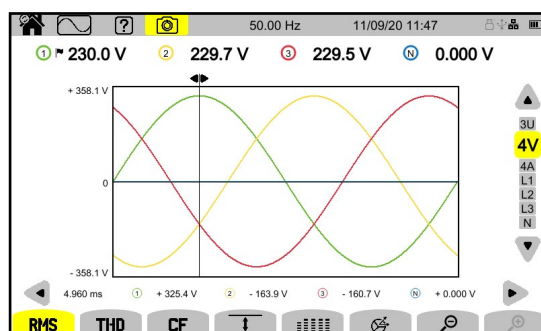 ? 50.00 Hz 11/09/20 11:47
1 230.0 V 2 229.7 V 3 229.5 V N 0.000 V
+ 358.1 V
0
- 358.1 V
3U
4V
4A
L1
L2
L3
N
4.960 ms 1 + 325.4 V 2 - 163.9 V 3 - 160.7 V N + 0.000 V
RMS THD CF